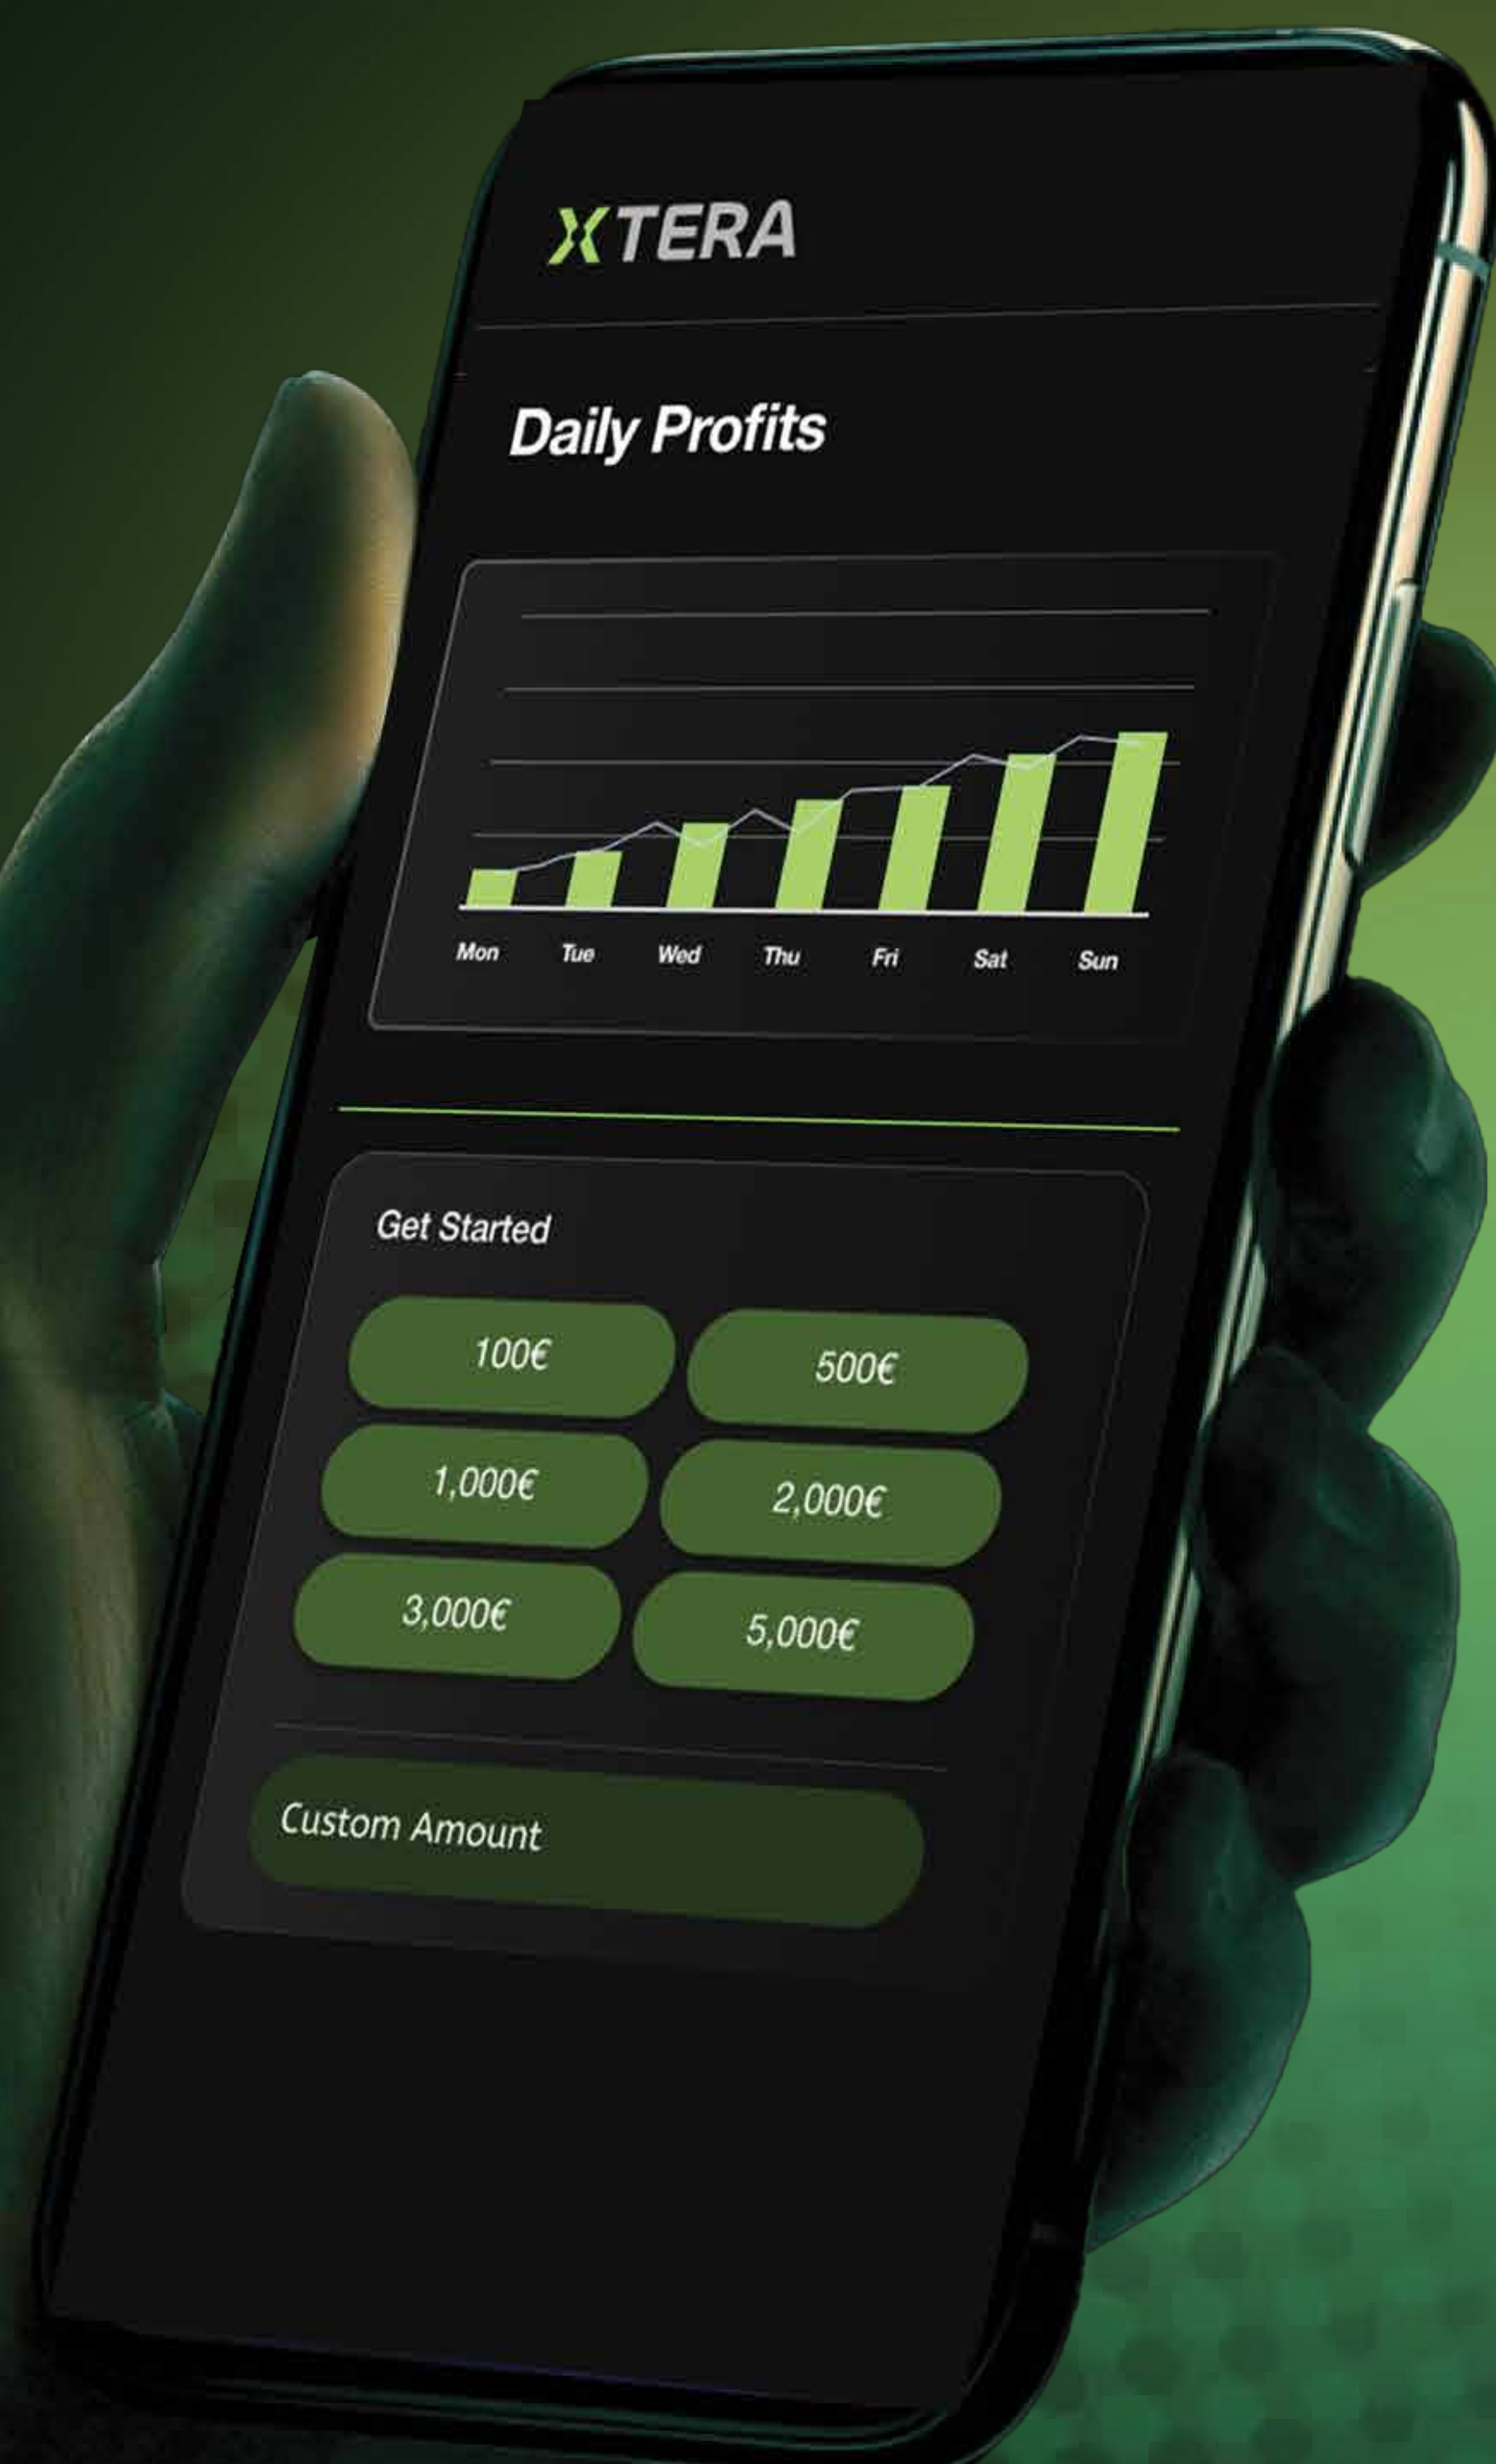 XTERA
Daily Profits
Mon Tue Wed Thu Fri Sat Sun
Get Started
100€ 500€
1,000€ 2,000€
3,000€ 5,000€
Custom Amount